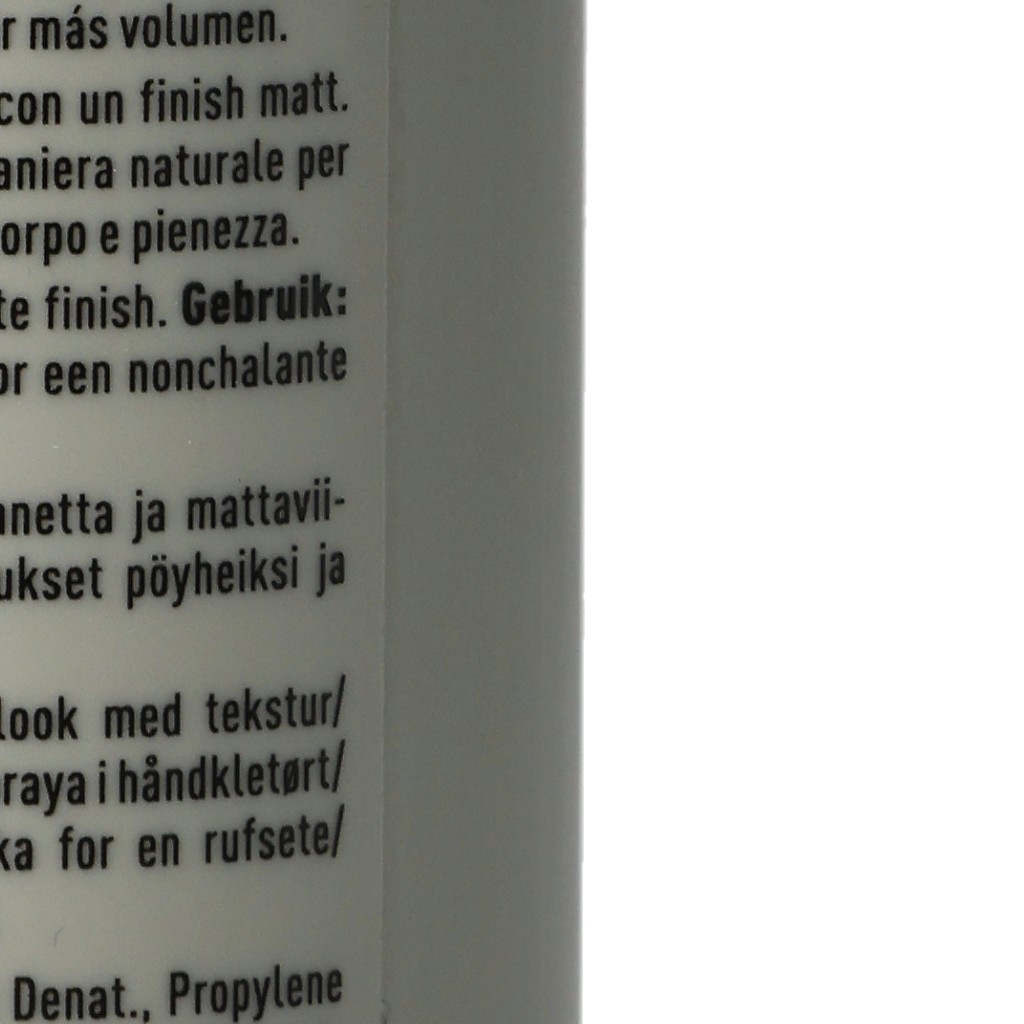 r más volumen.
con un finish matt.
aniera naturale per
orpo e pienezza.
te finish. Gebruik:
or een nonchalante
netta ja mattavii-
ukset pöyheiksi ja
look med tekstur/
raya i håndkletørt/
ka for en rufsete/
Denat., Propylene